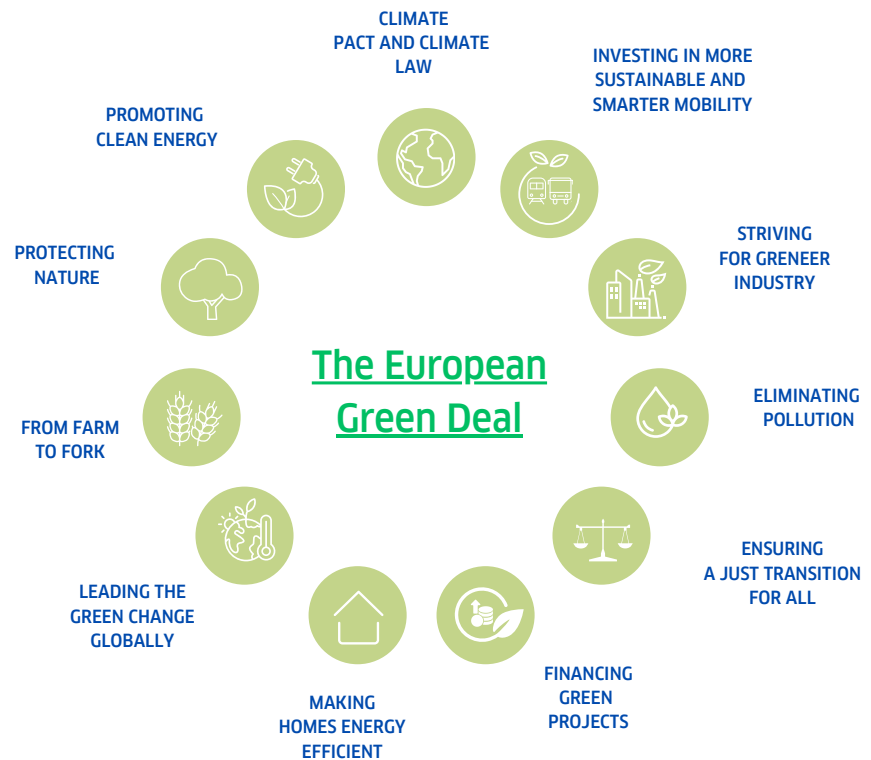 CLIMATE
PACT AND CLIMATE
LAW
INVESTING IN MORE
SUSTAINABLE AND
SMARTER MOBILITY
PROMOTING
CLEAN ENERGY
STRIVING
FOR GRENEER
INDUSTRY
PROTECTING
NATURE
The European
Green Deal
ELIMINATING
POLLUTION
FROM FARM
TO FORK
ENSURING
A JUST TRANSITION
FOR ALL
LEADING THE
GREEN CHANGE
GLOBALLY
FINANCING
GREEN
PROJECTS
MAKING
HOMES ENERGY
EFFICIENT